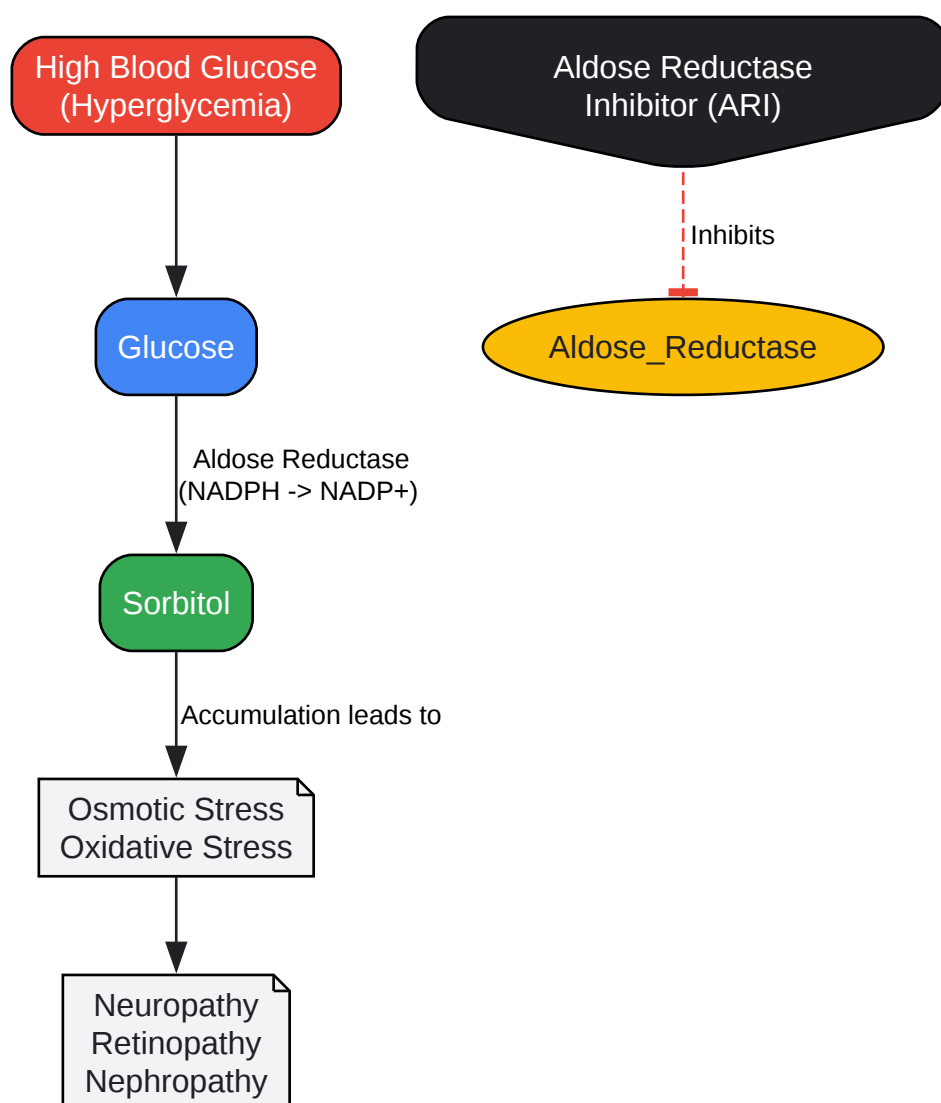 High Blood Glucose
(Hyperglycemia)
Aldose Reductase
Inhibitor (ARI)
Inhibits
Glucose
Aldose_Reductase
Aldose Reductase
(NADPH -> NADP+)
Sorbitol
Accumulation leads to
Osmotic Stress
Oxidative Stress
Neuropathy
Retinopathy
Nephropathy